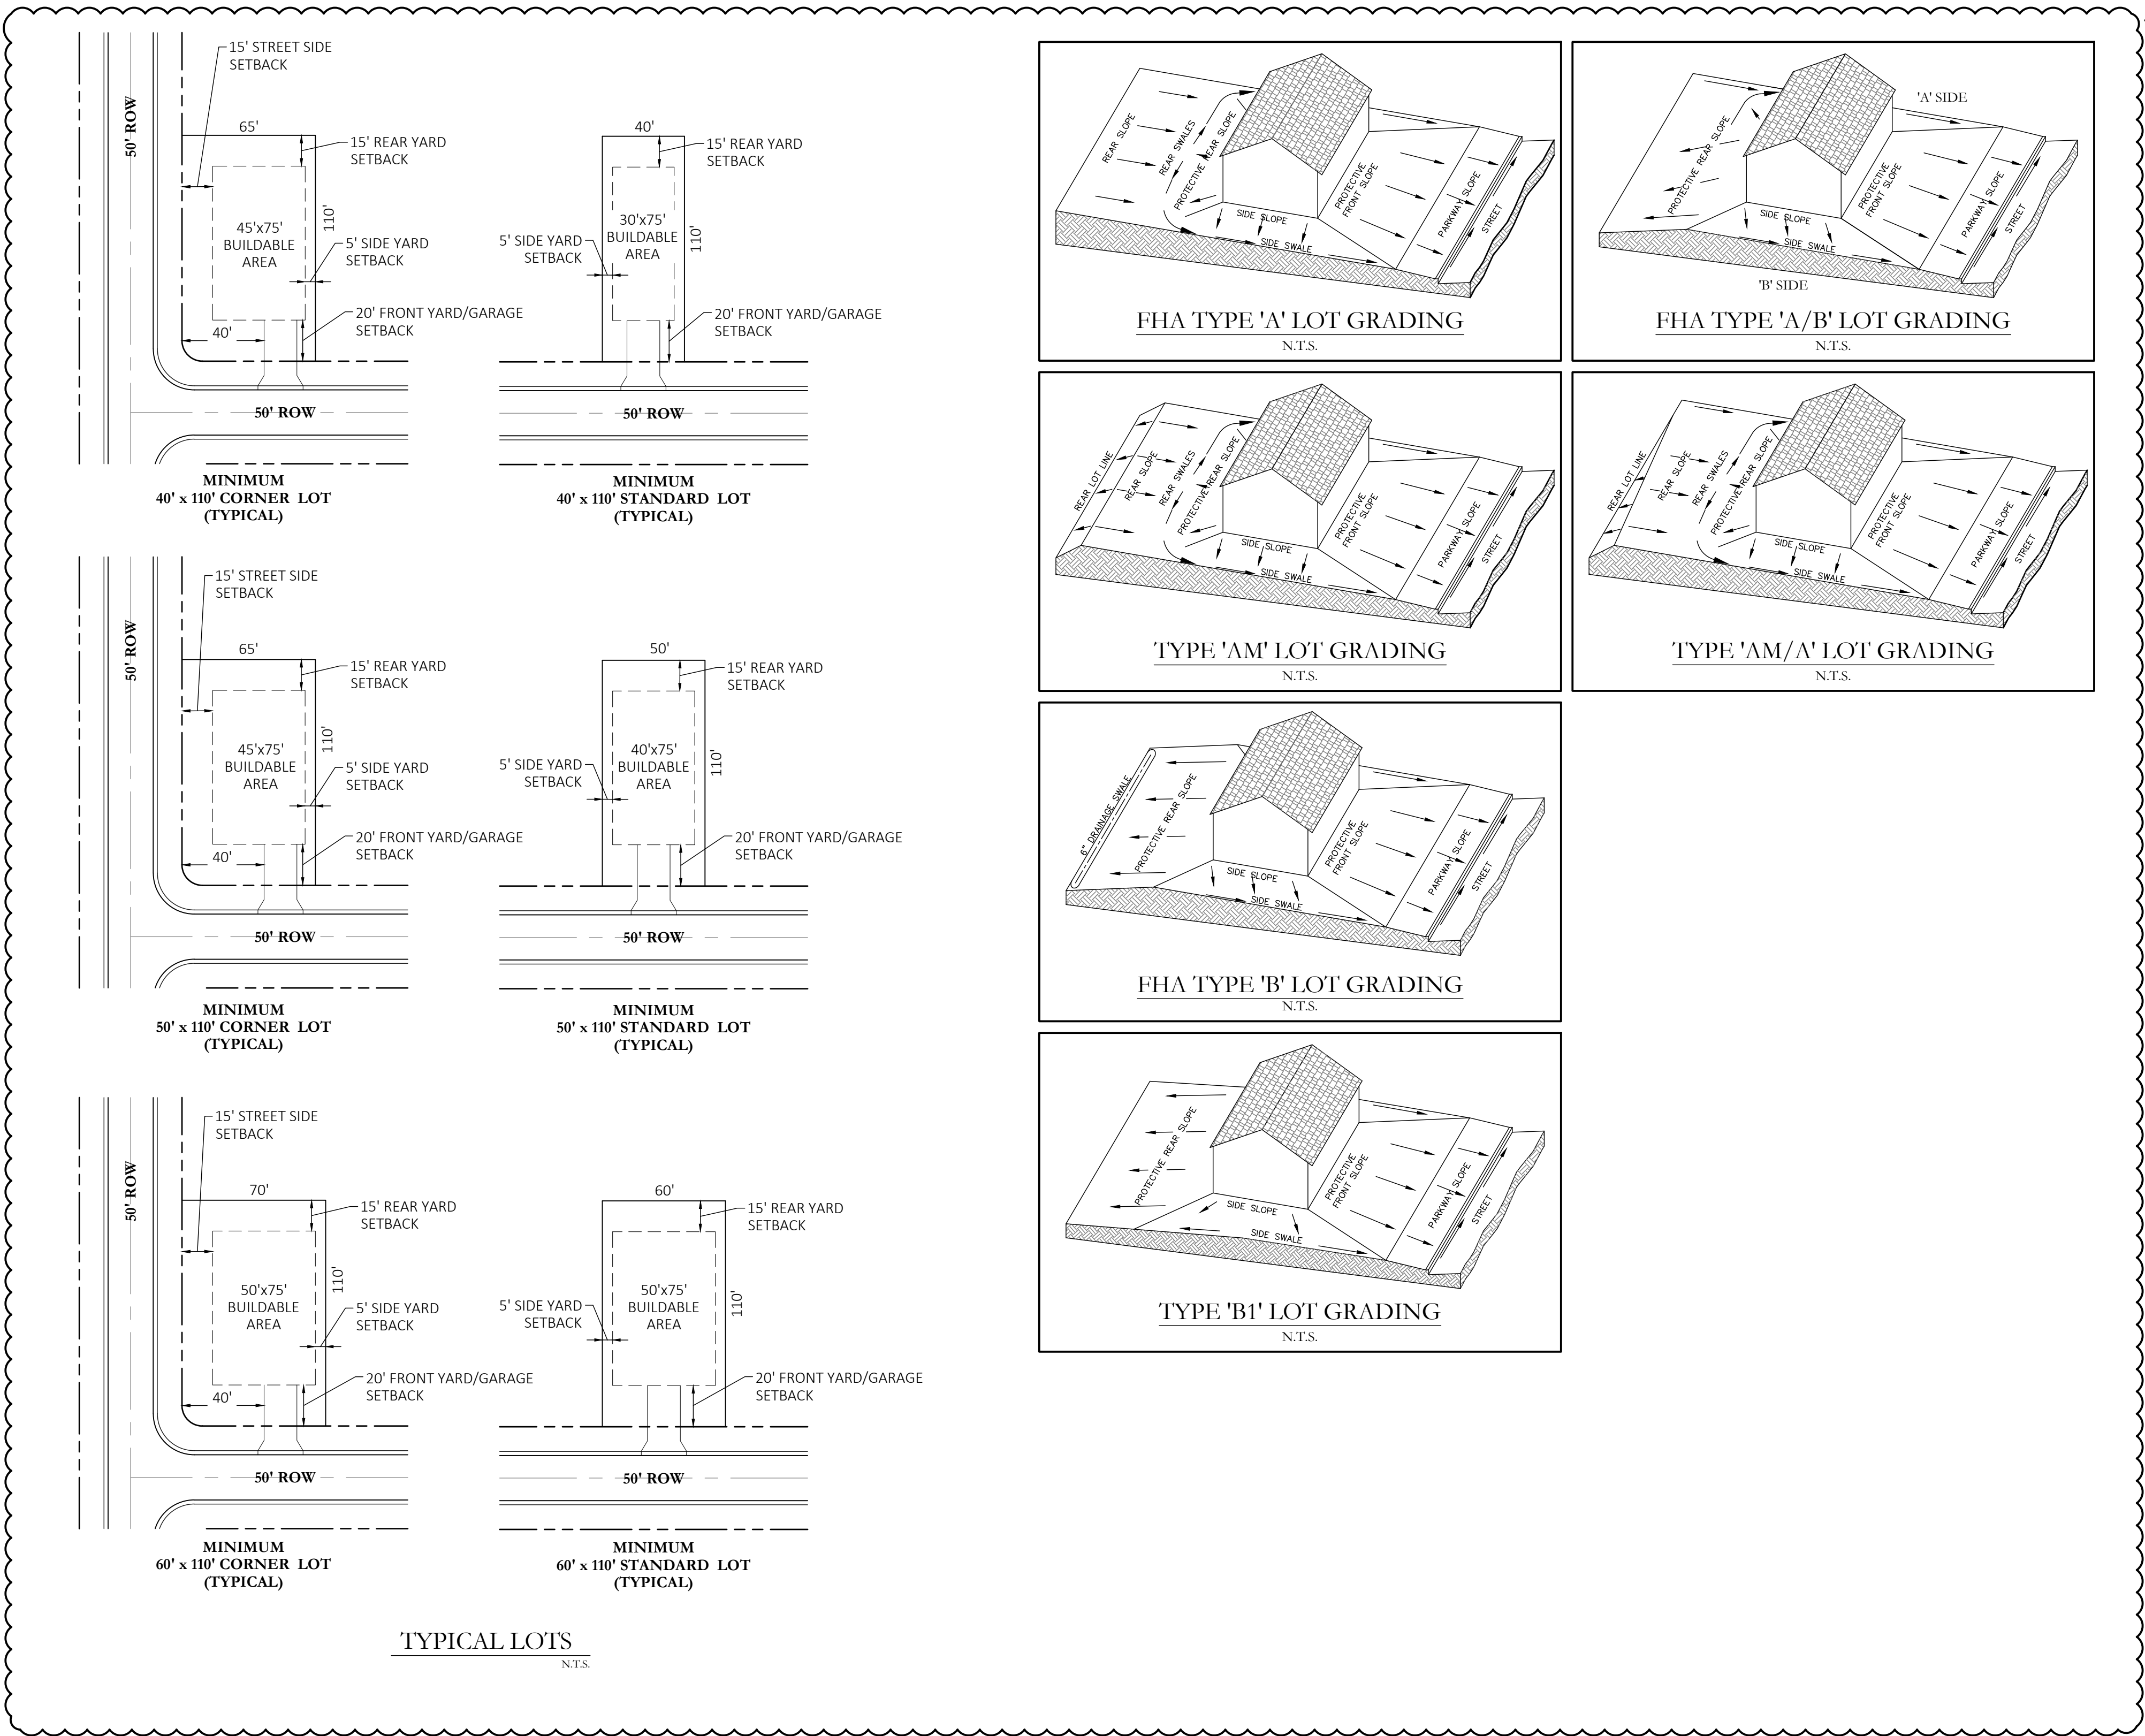 15' STREET SIDE
SETBACK
50' ROW
65'
15' REAR YARD
SETBACK
45'x75'
BUILDABLE
AREA
110'
5' SIDE YARD
SETBACK
20' FRONT YARD/GARAGE
SETBACK
40'
50' ROW
MINIMUM
40' x 110' CORNER LOT
(TYPICAL)
40'
15' REAR YARD
SETBACK
30'x75'
BUILDABLE
AREA
110'
5' SIDE YARD
SETBACK
20' FRONT YARD/GARAGE
SETBACK
50' ROW
MINIMUM
40' x 110' STANDARD LOT
(TYPICAL)
15' STREET SIDE
SETBACK
50' ROW
65'
15' REAR YARD
SETBACK
45'x75'
BUILDABLE
AREA
110'
5' SIDE YARD
SETBACK
20' FRONT YARD/GARAGE
SETBACK
40'
50' ROW
MINIMUM
50' x 110' CORNER LOT
(TYPICAL)
50'
15' REAR YARD
SETBACK
40'x75'
BUILDABLE
AREA
110'
5' SIDE YARD
SETBACK
20' FRONT YARD/GARAGE
SETBACK
50' ROW
MINIMUM
50' x 110' STANDARD LOT
(TYPICAL)
15' STREET SIDE
SETBACK
50' ROW
70'
15' REAR YARD
SETBACK
50'x75'
BUILDABLE
AREA
110'
5' SIDE YARD
SETBACK
20' FRONT YARD/GARAGE
SETBACK
40'
50' ROW
MINIMUM
60' x 110' CORNER LOT
(TYPICAL)
60'
15' REAR YARD
SETBACK
50'x75'
BUILDABLE
AREA
110'
5' SIDE YARD
SETBACK
20' FRONT YARD/GARAGE
SETBACK
50' ROW
MINIMUM
60' x 110' STANDARD LOT
(TYPICAL)
TYPICAL LOTS
N.T.S.
REAR SLOPE
REAR SWALES
PROTECTIVE REAR SLOPE
SIDE SLOPE
SIDE SWALE
PROTECTIVE
FRONT SLOPE
PARKWAY SLOPE
STREET
FHA TYPE 'A' LOT GRADING
N.T.S.
'A' SIDE
PROTECTIVE REAR SLOPE
SIDE SLOPE
SIDE SWALE
PROTECTIVE
FRONT SLOPE
PARKWAY SLOPE
STREET
'B' SIDE
FHA TYPE 'A/B' LOT GRADING
N.T.S.
REAR LOT LINE
REAR SLOPE
REAR SWALES
PROTECTIVE REAR SLOPE
SIDE SLOPE
SIDE SWALE
PROTECTIVE
FRONT SLOPE
PARKWAY SLOPE
STREET
TYPE 'AM' LOT GRADING
N.T.S.
REAR LOT LINE
REAR SLOPE
REAR SWALES
PROTECTIVE REAR SLOPE
SIDE SLOPE
SIDE SWALE
PROTECTIVE
FRONT SLOPE
PARKWAY SLOPE
STREET
TYPE 'AM/A' LOT GRADING
N.T.S.
6" DRAINAGE SWALE
PROTECTIVE REAR SLOPE
SIDE SLOPE
SIDE SWALE
PROTECTIVE
FRONT SLOPE
PARKWAY SLOPE
STREET
FHA TYPE 'B' LOT GRADING
N.T.S.
PROTECTIVE REAR SLOPE
SIDE SLOPE
SIDE SWALE
PROTECTIVE
FRONT SLOPE
PARKWAY SLOPE
STREET
TYPE 'B1' LOT GRADING
N.T.S.